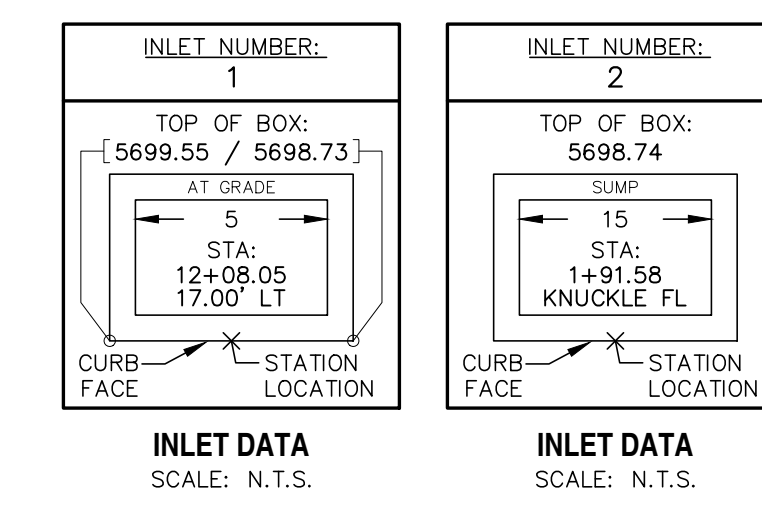 INLET NUMBER:
1
TOP OF BOX:
[5699.55 / 5698.73]
AT GRADE
5
STA:
12+08.05
17.00' LT
CURB
FACE
STATION
LOCATION
INLET DATA
SCALE: N.T.S.
INLET NUMBER:
2
TOP OF BOX:
5698.74
SUMP
15
STA:
1+91.58
KNUCKLE FL
CURB
FACE
STATION
LOCATION
INLET DATA
SCALE: N.T.S.